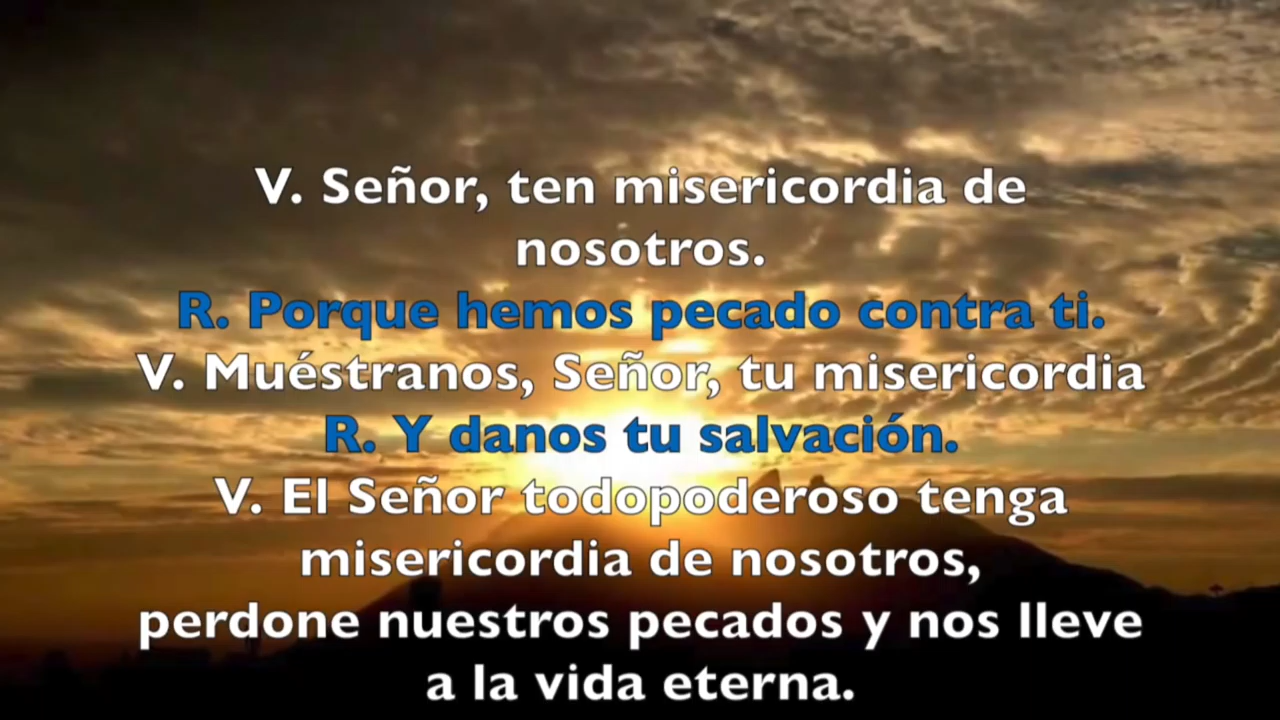 V. Señor, ten misericordia de
nosotros.
R. Porque hemos pecado contra ti.
V. Muéstranos, Señor, tu misericordia
R. Y danos tu salvación.
V. El Señor todopoderoso tenga
misericordia de nosotros,
perdone nuestros pecados y nos lleve
a la vida eterna.